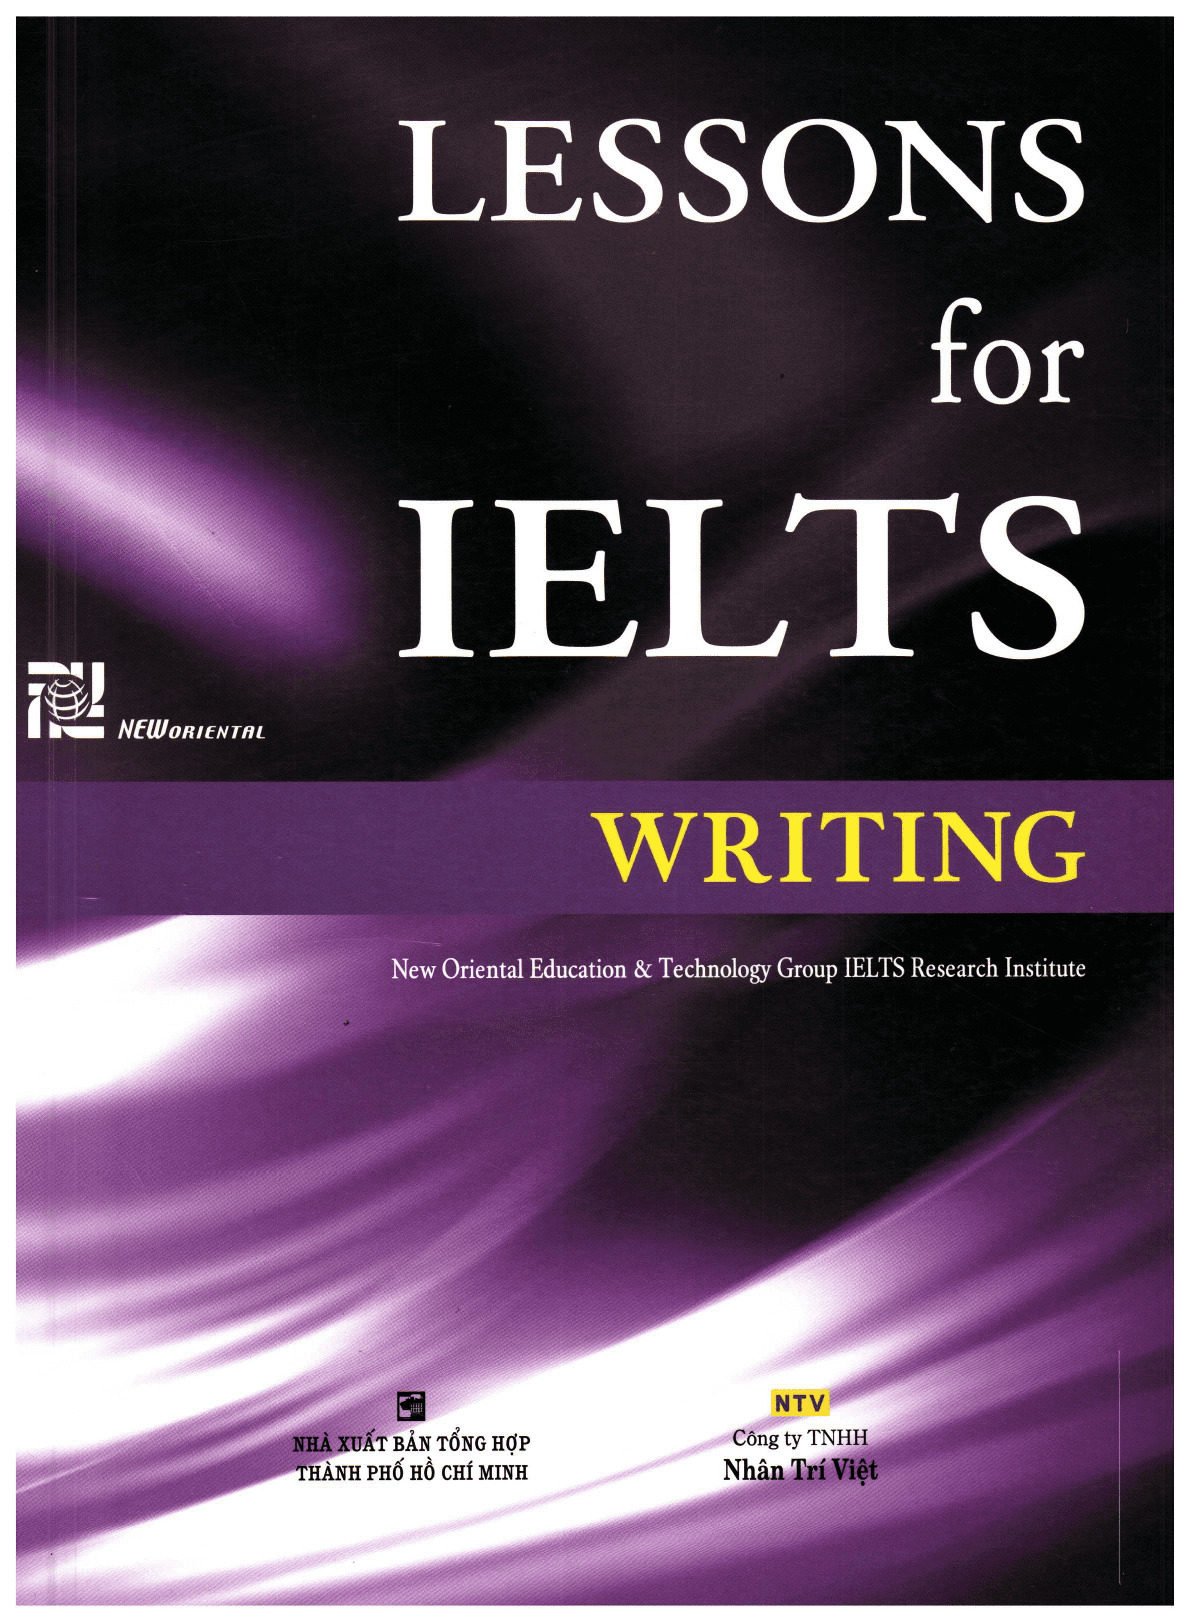 LESSONS
for
IELTS
NEW ORIENTAL
WRITING
New Oriental Education & Technology Group IELTS Research Institute
NHÀ XUẤT BẢN TỔNG HỢP
THÀNH PHỐ HỒ CHÍ MINH
NTV
Công ty TNHH
Nhân Trí Việt